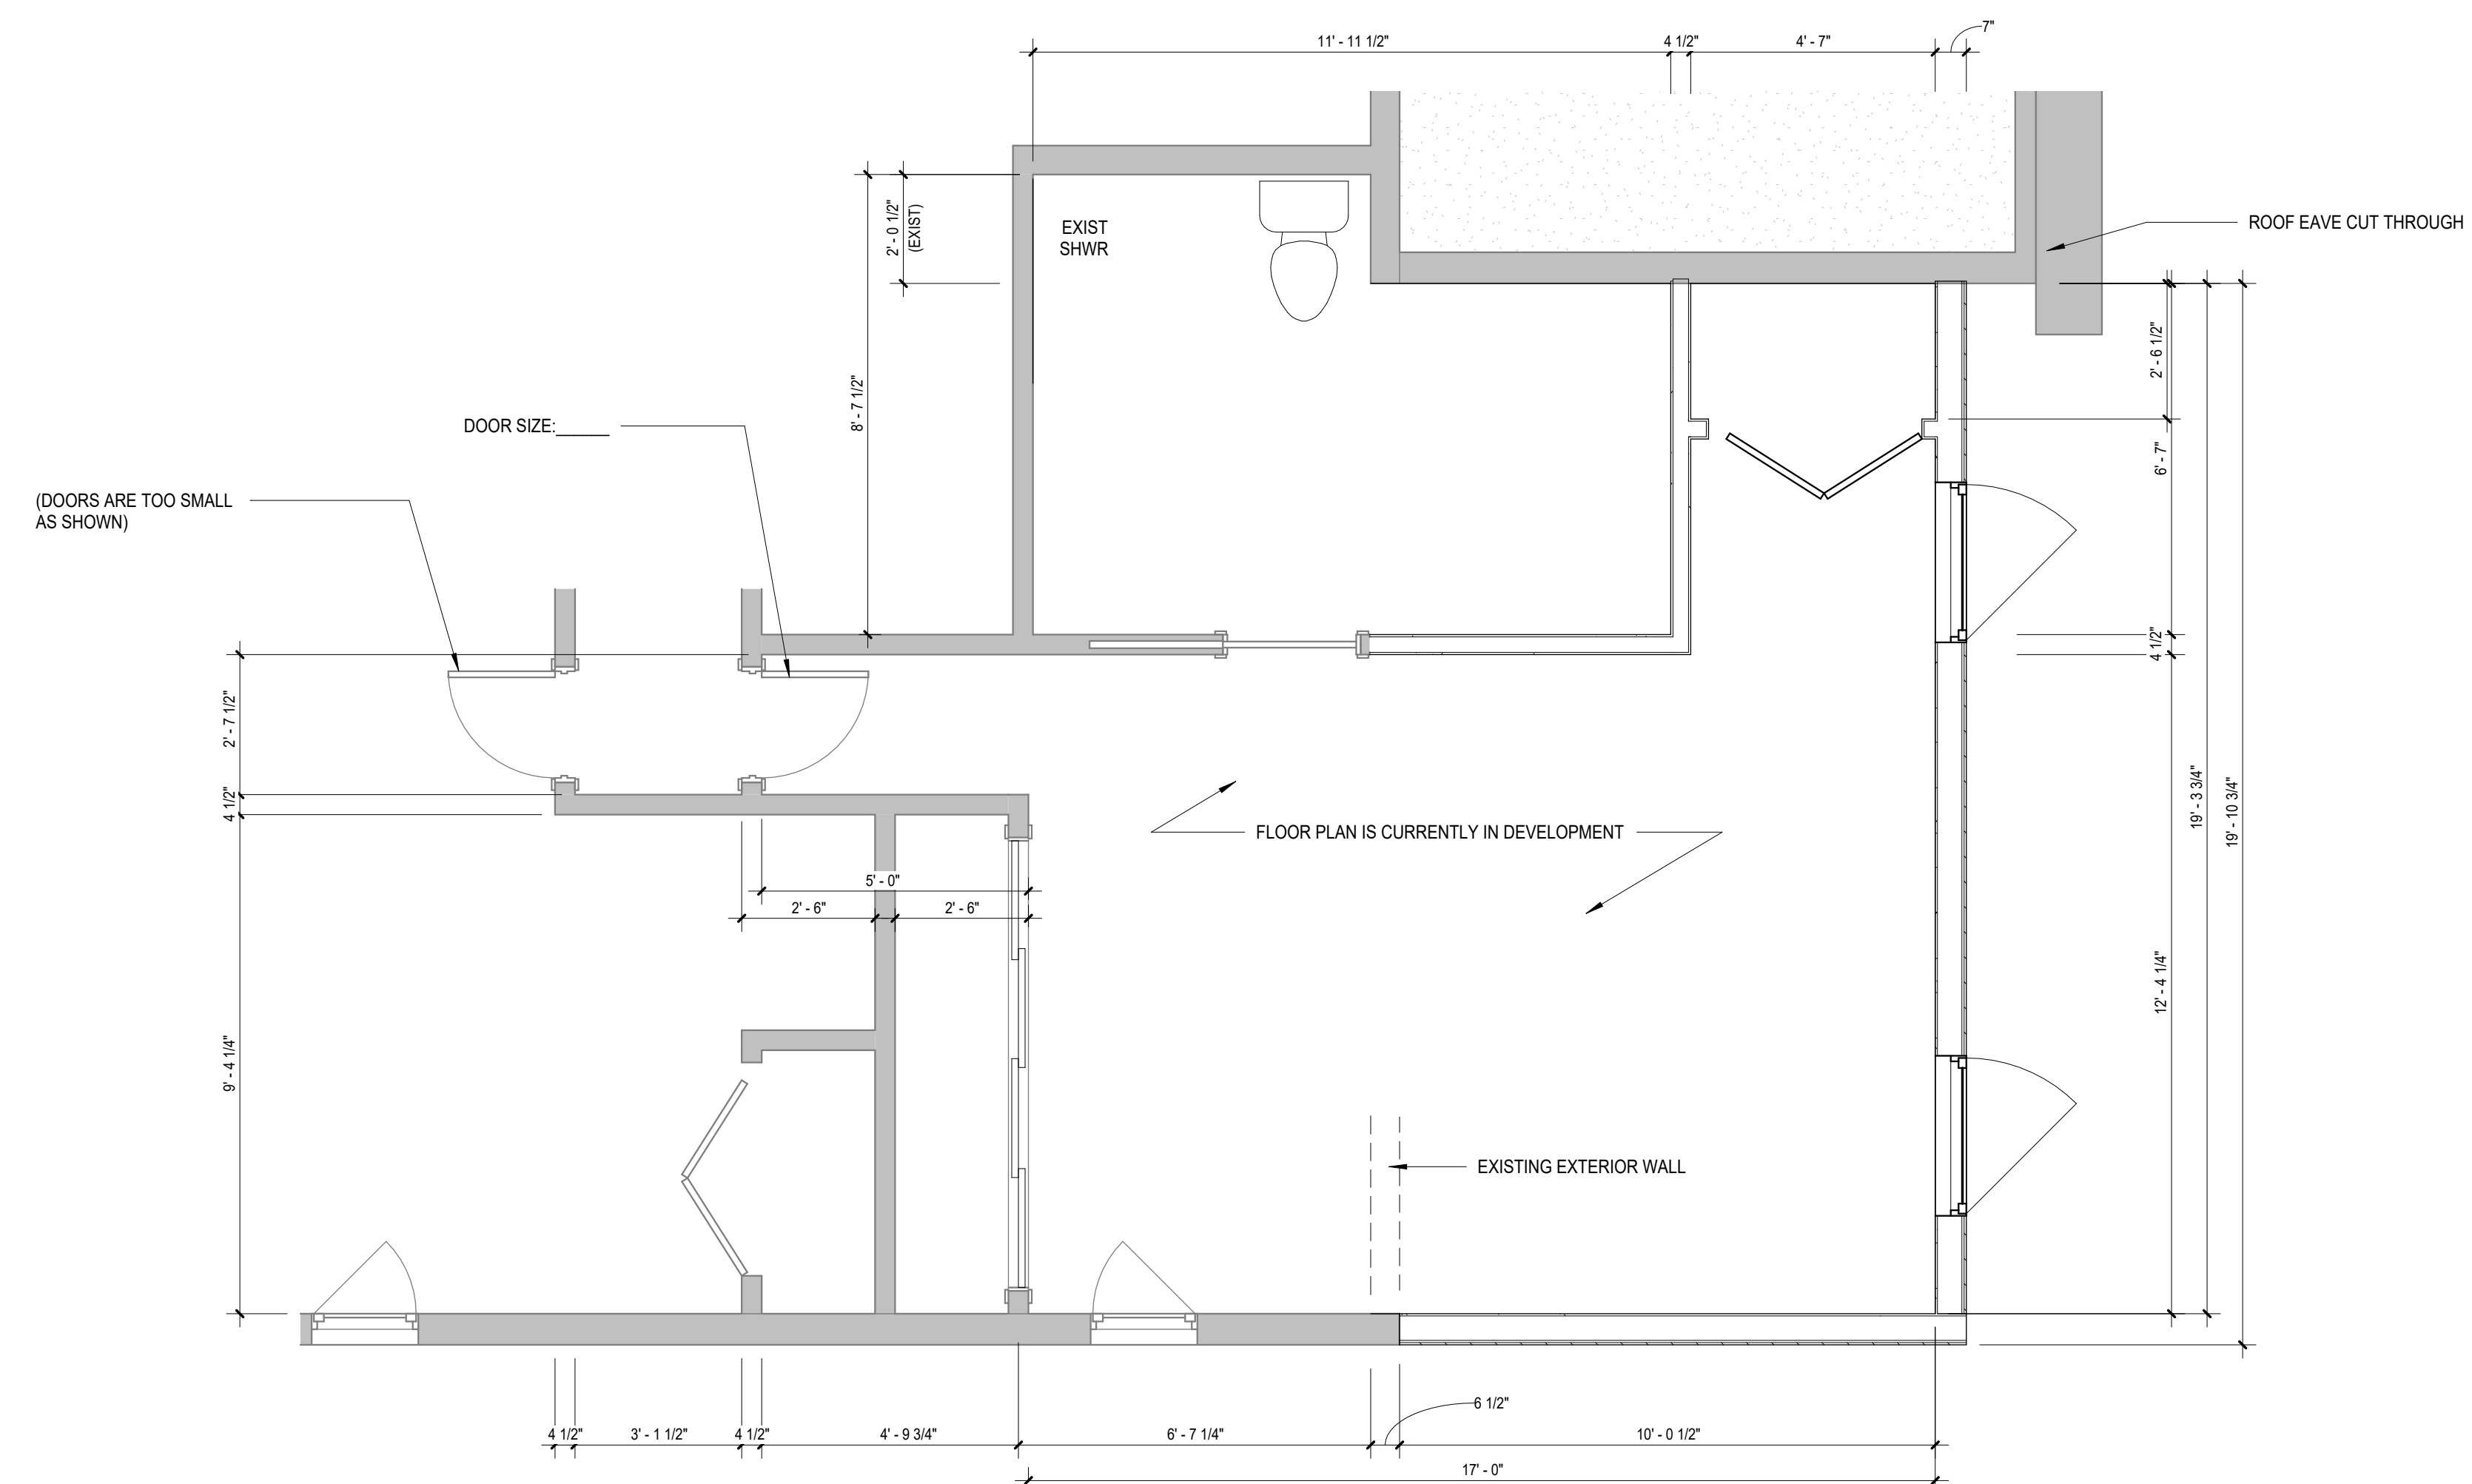 7"
11' - 11 1/2"
4 1/2"
4' - 7"
2' - 0 1/2"
(EXIST)
EXIST
SHWR
ROOF EAVE CUT THROUGH
8' - 7 1/2"
2' - 6 1/2"
DOOR SIZE:______
6' - 7"
(DOORS ARE TOO SMALL
AS SHOWN)
4 1/2"
2' - 7 1/2"
4 1/2"
FLOOR PLAN IS CURRENTLY IN DEVELOPMENT
19' - 3 3/4"
19' - 10 3/4"
5' - 0"
2' - 6"
2' - 6"
12' - 4 1/4"
9' - 4 1/4"
EXISTING EXTERIOR WALL
6 1/2"
4 1/2"
3' - 1 1/2"
4 1/2"
4' - 9 3/4"
6' - 7 1/4"
10' - 0 1/2"
17' - 0"